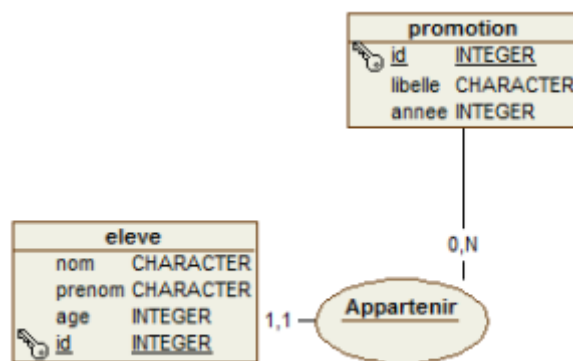 promotion
id INTEGER
libelle CHARACTER
annee INTEGER
0,N
eleve
nom CHARACTER
prenom CHARACTER
age INTEGER
id INTEGER
1,1
Appartenir